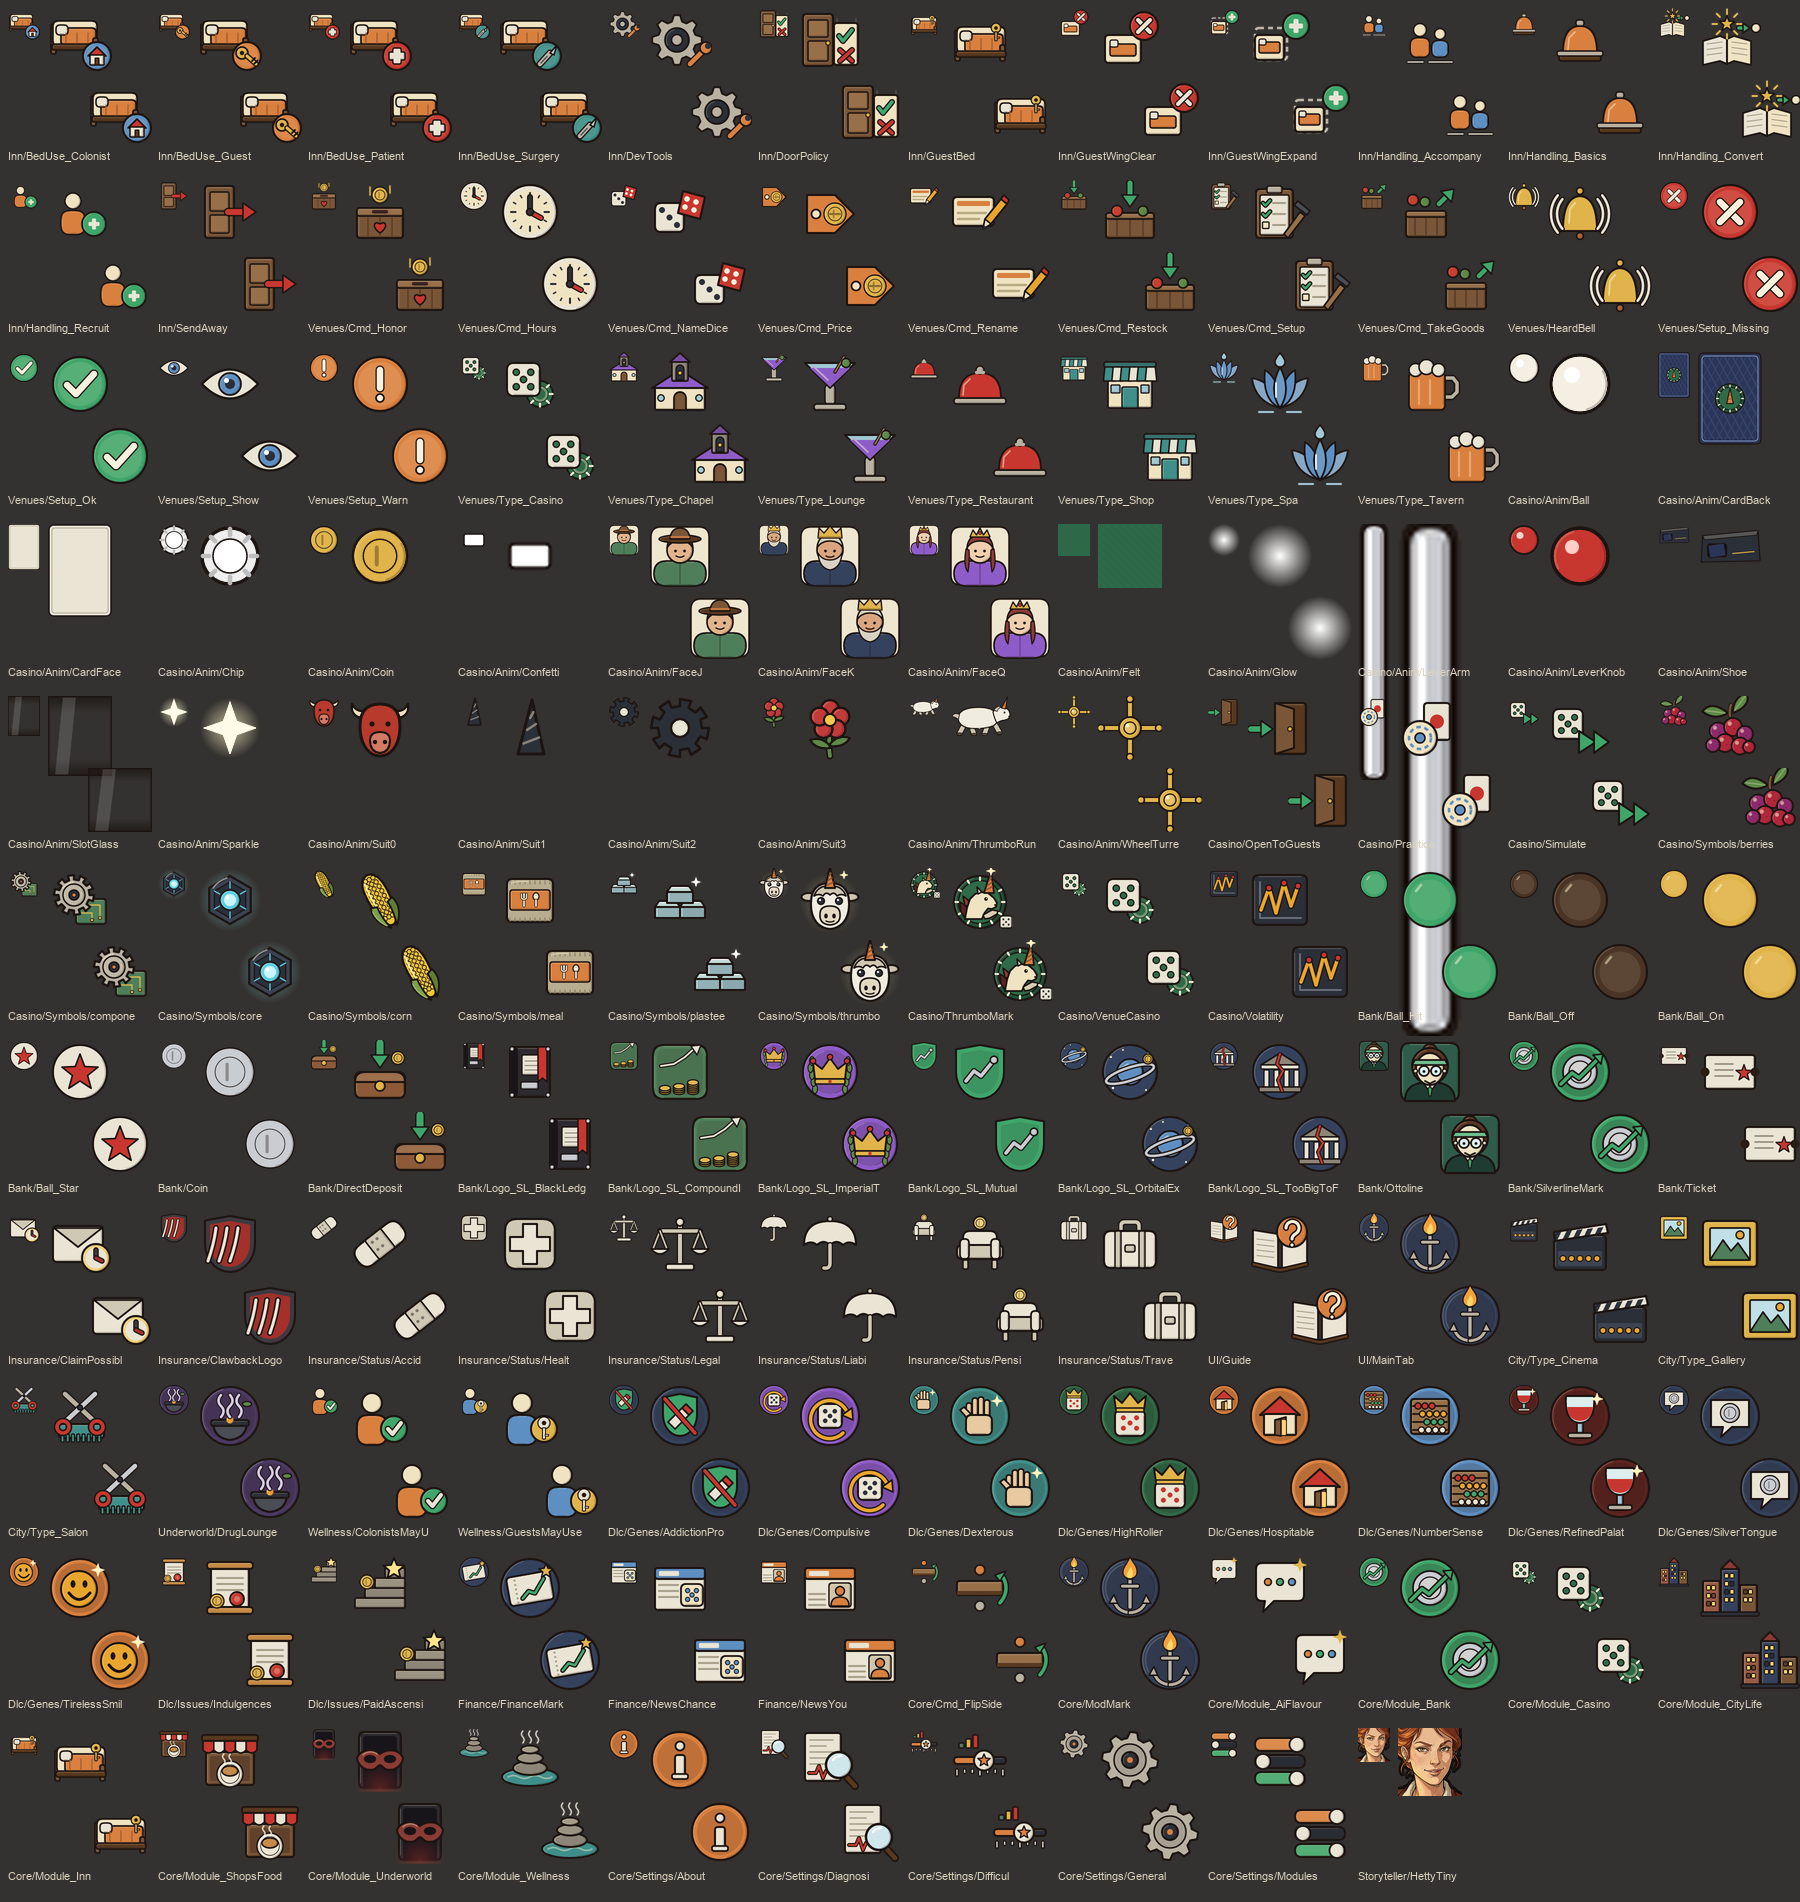 Inn/BedUse_Colonist Inn/BedUse_Guest Inn/BedUse_Patient Inn/BedUse_Surgery Inn/DevTools Inn/DoorPolicy Inn/GuestBed Inn/GuestWingClear Inn/GuestWingExpand Inn/Handling_Accompany Inn/Handling_Basics Inn/Handling_Convert
Inn/Handling_Recruit Inn/SendAway Venues/Cmd_Honor Venues/Cmd_Hours Venues/Cmd_NameDice Venues/Cmd_Price Venues/Cmd_Rename Venues/Cmd_Restock Venues/Cmd_Setup Venues/Cmd_TakeGoods Venues/HeardBell Venues/Setup_Missing
Venues/Setup_Ok Venues/Setup_Show Venues/Setup_Warn Venues/Type_Casino Venues/Type_Chapel Venues/Type_Lounge Venues/Type_Restaurant Venues/Type_Shop Venues/Type_Spa Venues/Type_Tavern Casino/Anim/Ball Casino/Anim/CardBack
Casino/Anim/CardFace Casino/Anim/Chip Casino/Anim/Coin Casino/Anim/Confetti Casino/Anim/FaceJ Casino/Anim/FaceK Casino/Anim/FaceQ Casino/Anim/Felt Casino/Anim/Glow Casino/Anim/LeverArm Casino/Anim/LeverKnob Casino/Anim/Shoe
Casino/Anim/SlotGlass Casino/Anim/Sparkle Casino/Anim/Suit0 Casino/Anim/Suit1 Casino/Anim/Suit2 Casino/Anim/Suit3 Casino/Anim/ThrumboRun Casino/Anim/WheelTurre Casino/OpenToGuests Casino/Simulate Casino/Symbols/berries
Casino/Symbols/compone Casino/Symbols/core Casino/Symbols/corn Casino/Symbols/meal Casino/Symbols/plastee Casino/Symbols/thrumbo Casino/ThrumboMark Casino/VenueCasino Casino/Volatility Bank/Ball_Off Bank/Ball_On
Bank/Ball_Star Bank/Coin Bank/DirectDeposit Bank/Logo_SL_BlackLedg Bank/Logo_SL_CompoundI Bank/Logo_SL_ImperialT Bank/Logo_SL_Mutual Bank/Logo_SL_OrbitalEx Bank/Logo_SL_TooBigToF Bank/Ottoline Bank/SilverlineMark Bank/Ticket
Insurance/ClaimPossibl Insurance/ClawbackLogo Insurance/Status/Accid Insurance/Status/Healt Insurance/Status/Legal Insurance/Status/Liabi Insurance/Status/Pensi Insurance/Status/Trave UI/Guide UI/MainTab City/Type_Cinema City/Type_Gallery
City/Type_Salon Underworld/DrugLounge Wellness/ColonistsMayU Wellness/GuestsMayUse Dlc/Genes/AddictionPro Dlc/Genes/Compulsive Dlc/Genes/Dexterous Dlc/Genes/HighRoller Dlc/Genes/Hospitable Dlc/Genes/NumberSense Dlc/Genes/RefinedPalat Dlc/Genes/SilverTongue
Dlc/Genes/TirelessSmil Dlc/Issues/Indulgences Dlc/Issues/PaidAscensi Finance/FinanceMark Finance/NewsChance Finance/NewsYou Core/Cmd_FlipSide Core/ModMark Core/Module_AiFlavour Core/Module_Bank Core/Module_Casino Core/Module_CityLife
Core/Module_Inn Core/Module_ShopsFood Core/Module_Underworld Core/Module_Wellness Core/Settings/About Core/Settings/Diagnosi Core/Settings/Difficul Core/Settings/General Core/Settings/Modules Storyteller/HettyTiny